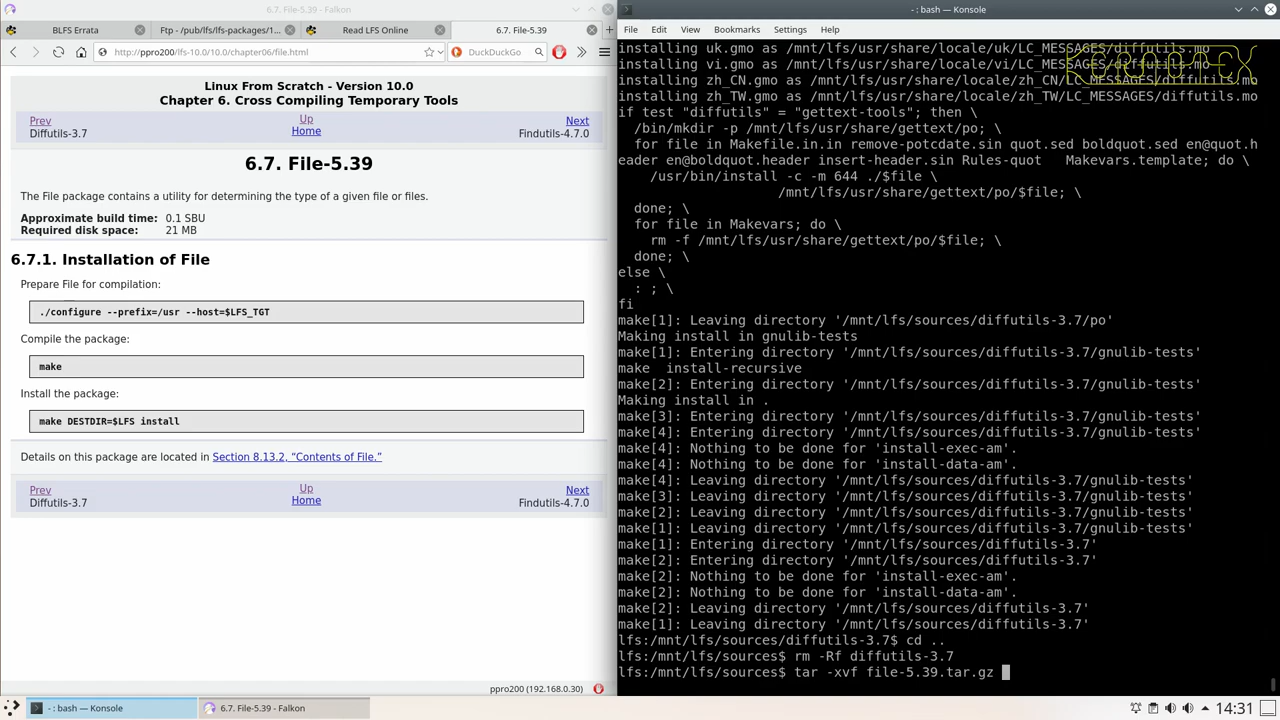 6.7. File-5.39 - Falkon
BLFS Errata
Ftp - /pub/lfs/lfs-packages/1...
Read LFS Online
6.7. File-5.39
http://ppro200/lfs-10.0/10.0/chapter06/file.html
DuckDuckGo
Linux From Scratch - Version 10.0
Chapter 6. Cross Compiling Temporary Tools
Prev
Up
Next
Diffutils-3.7
Home
Findutils-4.7.0
6.7. File-5.39
The File package contains a utility for determining the type of a given file or files.
Approximate build time: 0.1 SBU
Required disk space: 21 MB
6.7.1. Installation of File
Prepare File for compilation:
./configure --prefix=/usr --host=$LFS_TGT
Compile the package:
make
Install the package:
make DESTDIR=$LFS install
Details on this package are located in Section 8.13.2, “Contents of File.”
Prev
Up
Next
Diffutils-3.7
Home
Findutils-4.7.0
ppro200 (192.168.0.30)
- : bash — Konsole
File Edit View Bookmarks Settings Help
installing uk.gmo as /mnt/lfs/usr/share/locale/uk/LC_MESSAGES/diffutils.mo
installing vi.gmo as /mnt/lfs/usr/share/locale/vi/LC_MESSAGES/diffutils.mo
installing zh_CN.gmo as /mnt/lfs/usr/share/locale/zh_CN/LC_MESSAGES/diffutils.mo
installing zh_TW.gmo as /mnt/lfs/usr/share/locale/zh_TW/LC_MESSAGES/diffutils.mo
if test "diffutils" = "gettext-tools"; then \
/bin/mkdir -p /mnt/lfs/usr/share/gettext/po; \
for file in Makefile.in.in remove-potcdate.sin quot.sed boldquot.sed en@quot.h
eader en@boldquot.header insert-header.sin Rules-quot Makevars.template; do \
/usr/bin/install -c -m 644 ./$file \
/mnt/lfs/usr/share/gettext/po/$file; \
done; \
for file in Makevars; do \
rm -f /mnt/lfs/usr/share/gettext/po/$file; \
done; \
else \
: ; \
fi
make[1]: Leaving directory '/mnt/lfs/sources/diffutils-3.7/po'
Making install in gnulib-tests
make[1]: Entering directory '/mnt/lfs/sources/diffutils-3.7/gnulib-tests'
make  install-recursive
make[2]: Entering directory '/mnt/lfs/sources/diffutils-3.7/gnulib-tests'
Making install in .
make[3]: Entering directory '/mnt/lfs/sources/diffutils-3.7/gnulib-tests'
make[4]: Entering directory '/mnt/lfs/sources/diffutils-3.7/gnulib-tests'
make[4]: Nothing to be done for 'install-exec-am'.
make[4]: Nothing to be done for 'install-data-am'.
make[4]: Leaving directory '/mnt/lfs/sources/diffutils-3.7/gnulib-tests'
make[3]: Leaving directory '/mnt/lfs/sources/diffutils-3.7/gnulib-tests'
make[2]: Leaving directory '/mnt/lfs/sources/diffutils-3.7/gnulib-tests'
make[1]: Leaving directory '/mnt/lfs/sources/diffutils-3.7/gnulib-tests'
make[1]: Entering directory '/mnt/lfs/sources/diffutils-3.7'
make[2]: Entering directory '/mnt/lfs/sources/diffutils-3.7'
make[2]: Nothing to be done for 'install-exec-am'.
make[2]: Nothing to be done for 'install-data-am'.
make[2]: Leaving directory '/mnt/lfs/sources/diffutils-3.7'
make[1]: Leaving directory '/mnt/lfs/sources/diffutils-3.7'
lfs:/mnt/lfs/sources/diffutils-3.7$ cd ..
lfs:/mnt/lfs/sources$ rm -Rf diffutils-3.7
lfs:/mnt/lfs/sources$ tar -xvf file-5.39.tar.gz
- : bash — Konsole
6.7. File-5.39 - Falkon
14:31